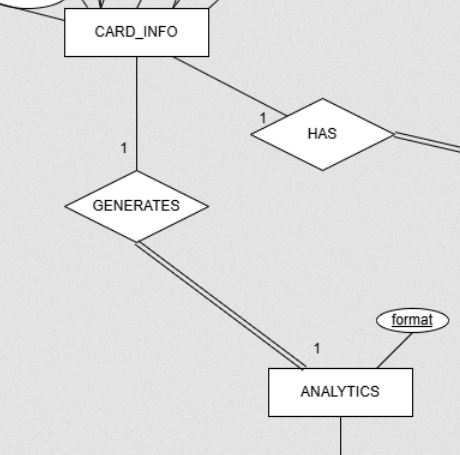 CARD_INFO
1
HAS
1
GENERATES
format
1
ANALYTICS